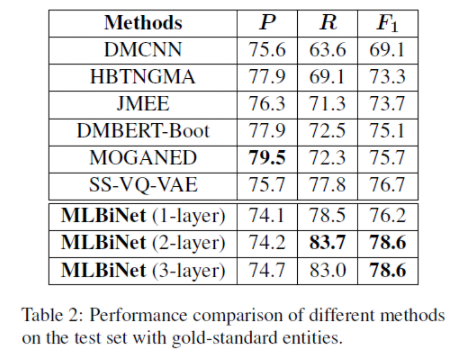 Methods P R F1
DMCNN 75.6 63.6 69.1
HBTNGMA 77.9 69.1 73.3
JMEE 76.3 71.3 73.7
DMBERT-Boot 77.9 72.5 75.1
MOGANED 79.5 72.3 75.7
SS-VQ-VAE 75.7 77.8 76.7
MLBiNet (1-layer) 74.1 78.5 76.2
MLBiNet (2-layer) 74.2 83.7 78.6
MLBiNet (3-layer) 74.7 83.0 78.6
Table 2: Performance comparison of different methods
on the test set with gold-standard entities.